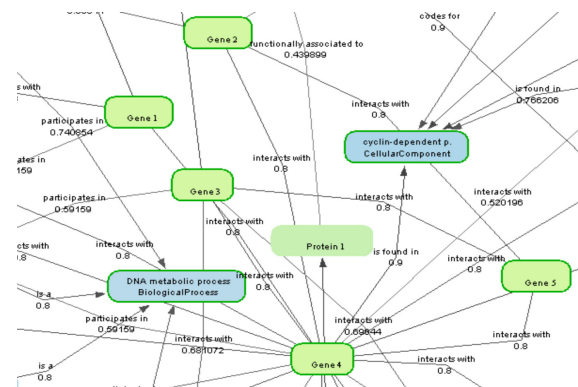 codes for
0.9
Gene 2
functionally associated to
0.439899
is found in
0.766206
interacts with
0.8
participates in
0.740854
Gene 1
cyclin-dependent p.
CellularComponent
interacts with
0.8
Gene 3
participates in
0.59159
interacts with
0.8
interacts with
0.520196
interacts with
0.8
interacts with
0.8
Protein 1
is found in
0.9
interacts with
0.8
interacts with
0.8
DNA metabolic process
BiologicalProcess
Gene 5
is a
0.8
participates in
0.59159
0.69844
interacts with
0.681072
interacts with
0.8
Gene 4
interacts with
0.8
is a
0.8